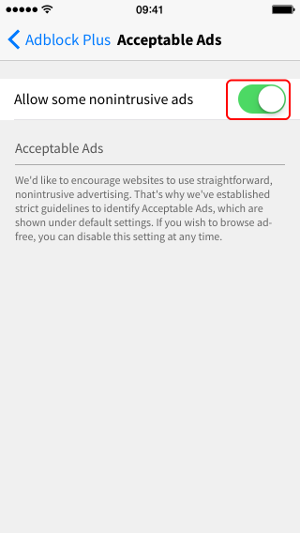 09:41
Adblock Plus Acceptable Ads
Allow some nonintrusive ads
Acceptable Ads
We'd like to encourage websites to use straightforward,
nonintrusive advertising. That's why we've established
strict guidelines to identify Acceptable Ads, which are
shown under default settings. If you wish to browse ad-
free, you can disable this setting at any time.